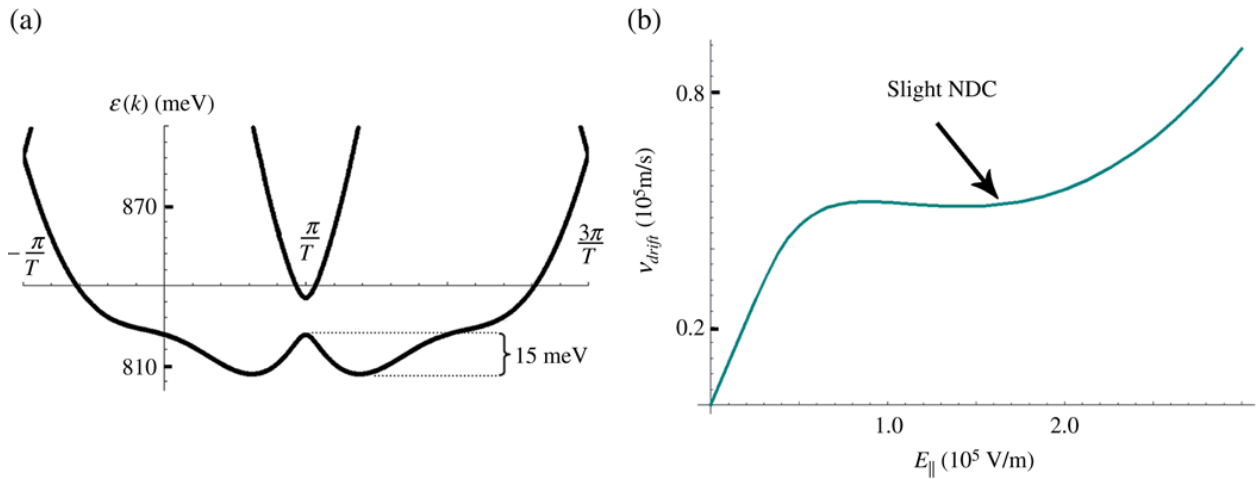 (a)
ε(k) (meV)
870
810
-π/T
π/T
3π/T
15 meV
(b)
Slight NDC
0.8
0.2
v_drift (10^5 m/s)
1.0
2.0
E_∥ (10^5 V/m)